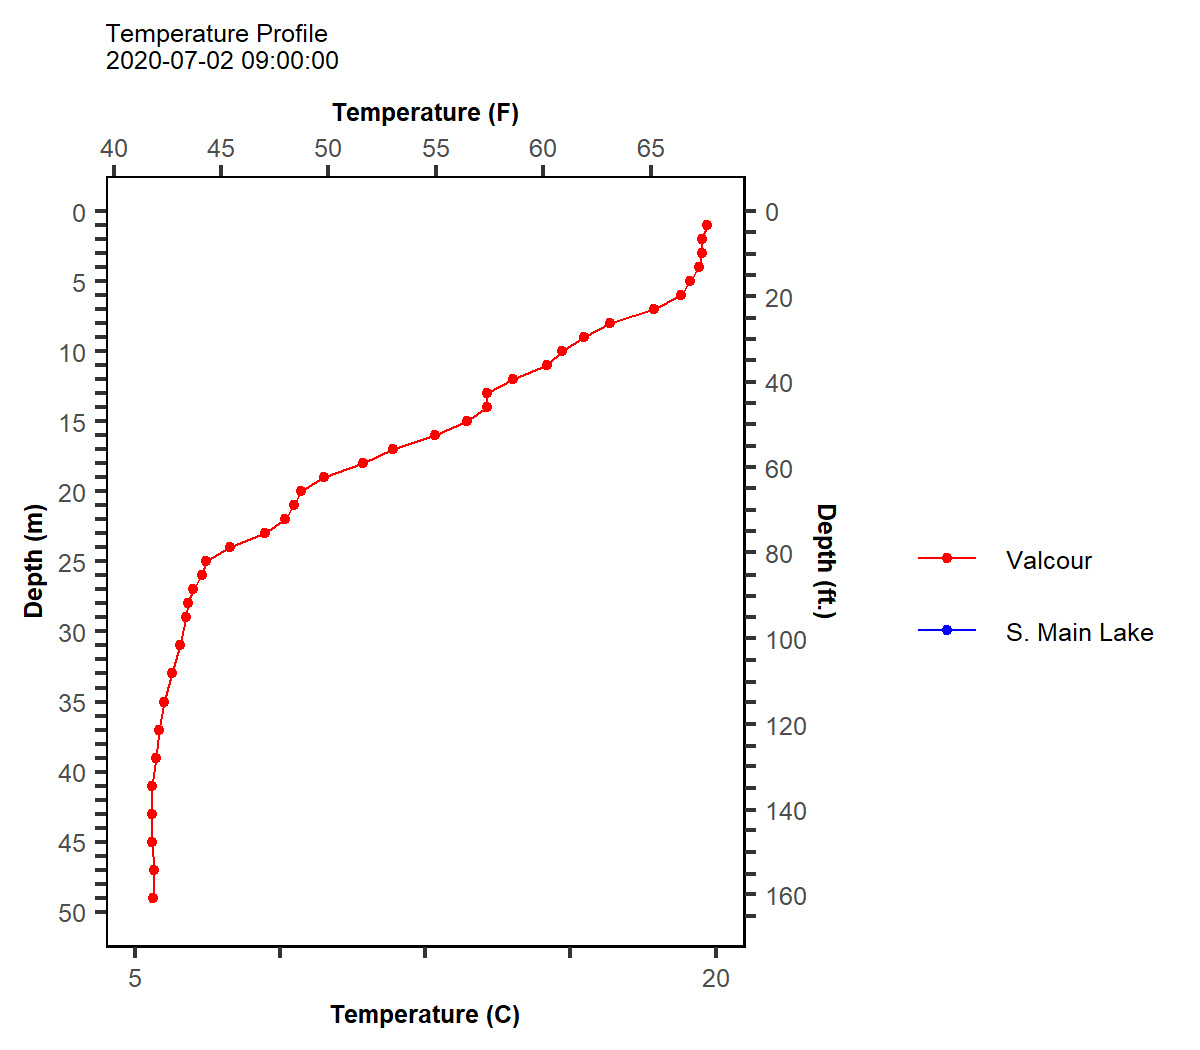 Temperature Profile
2020-07-02 09:00:00
Temperature (F)
40 45 50 55 60 65
0
5
10
15
20
25
30
35
40
45
50
Depth (m)
0
20
40
60
80
100
120
140
160
Depth (ft.)
Valcour
S. Main Lake
5 20
Temperature (C)